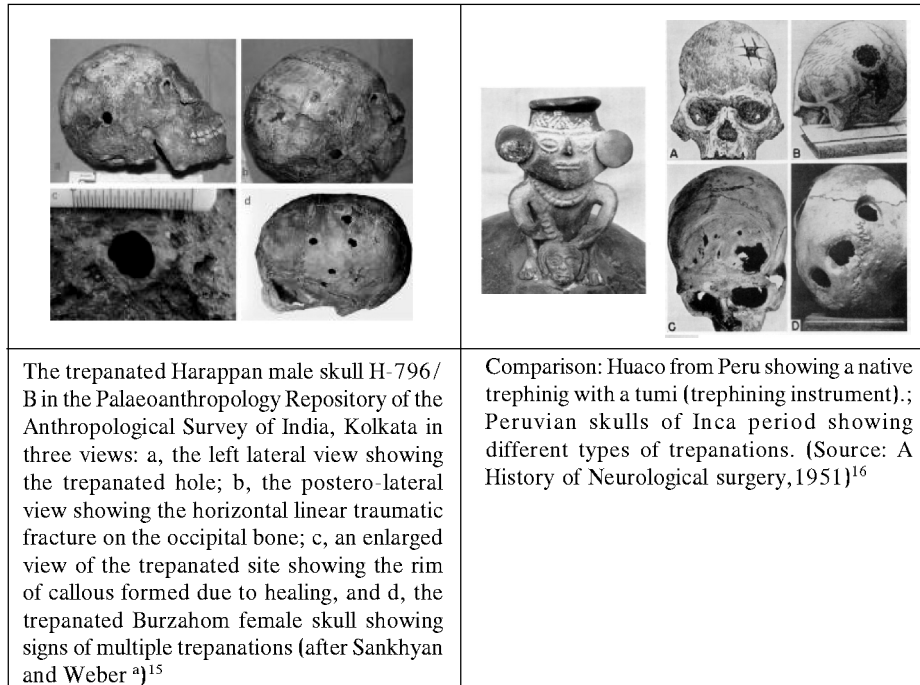 a
b
c
d
A
B
C
D
The trepanated Harappan male skull H-796/
B in the Palaeoanthropology Repository of the
Anthropological Survey of India, Kolkata in
three views: a, the left lateral view showing
the trepanated hole; b, the postero-lateral
view showing the horizontal linear traumatic
fracture on the occipital bone; c, an enlarged
view of the trepanated site showing the rim
of callous formed due to healing, and d, the
trepanated Burzahom female skull showing
signs of multiple trepanations (after Sankhyan
and Weber a)15
Comparison: Huaco from Peru showing a native
trephinig with a tumi (trephining instrument).;
Peruvian skulls of Inca period showing
different types of trepanations. (Source: A
History of Neurological surgery,1951)16